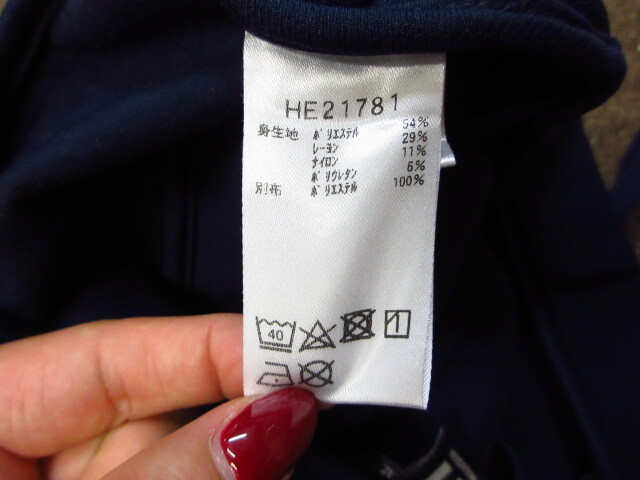 HE21781
身生地 ポリエステル 54%
レーヨン 29%
ナイロン 11%
ポリウレタン 6%
別布 ポリエステル 100%
40